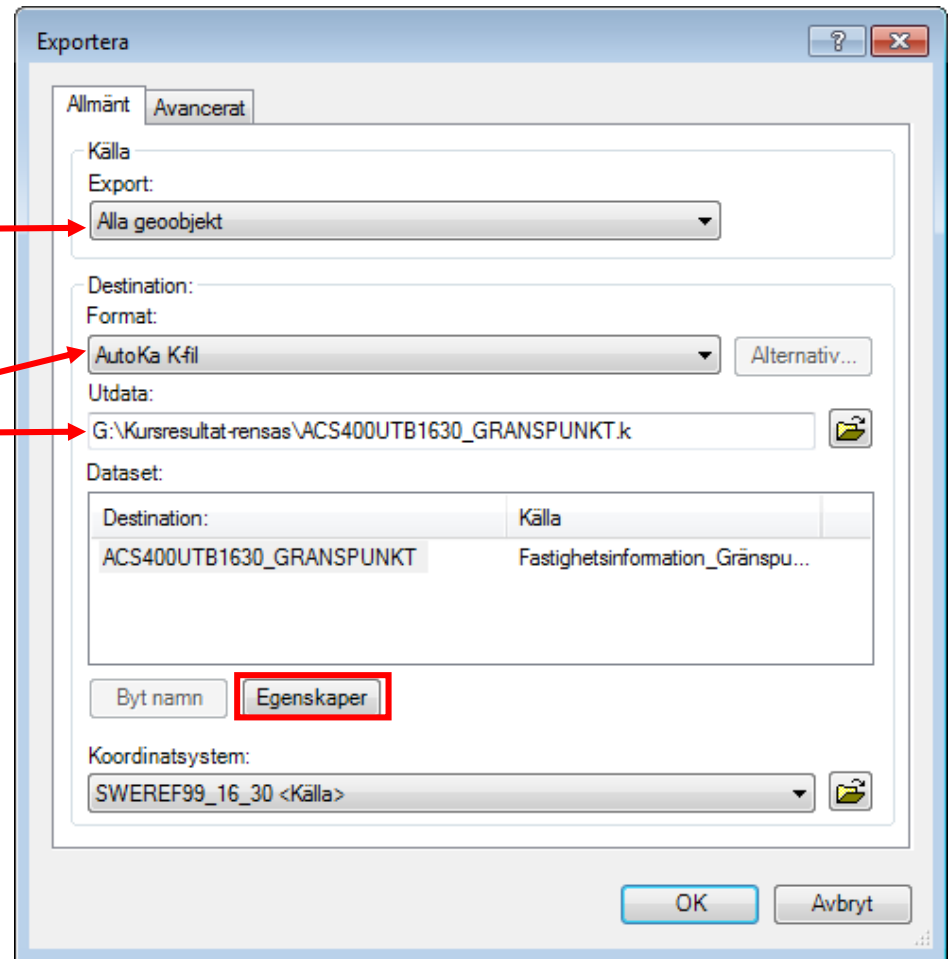 Exportera
Allmänt Avancerat
Källa
Export:
Alla geoobjekt
Destination:
Format:
AutoKa K-fil Alternativ...
Utdata:
G:\Kursresultat-rensas\ACS400UTB1630_GRANSPUNKT.k
Dataset:
Destination: Källa
ACS400UTB1630_GRANSPUNKT Fastighetsinformation_Gränspu...
Byt namn Egenskaper
Koordinatsystem:
SWEREF99_16_30 <Källa>
OK Avbryt